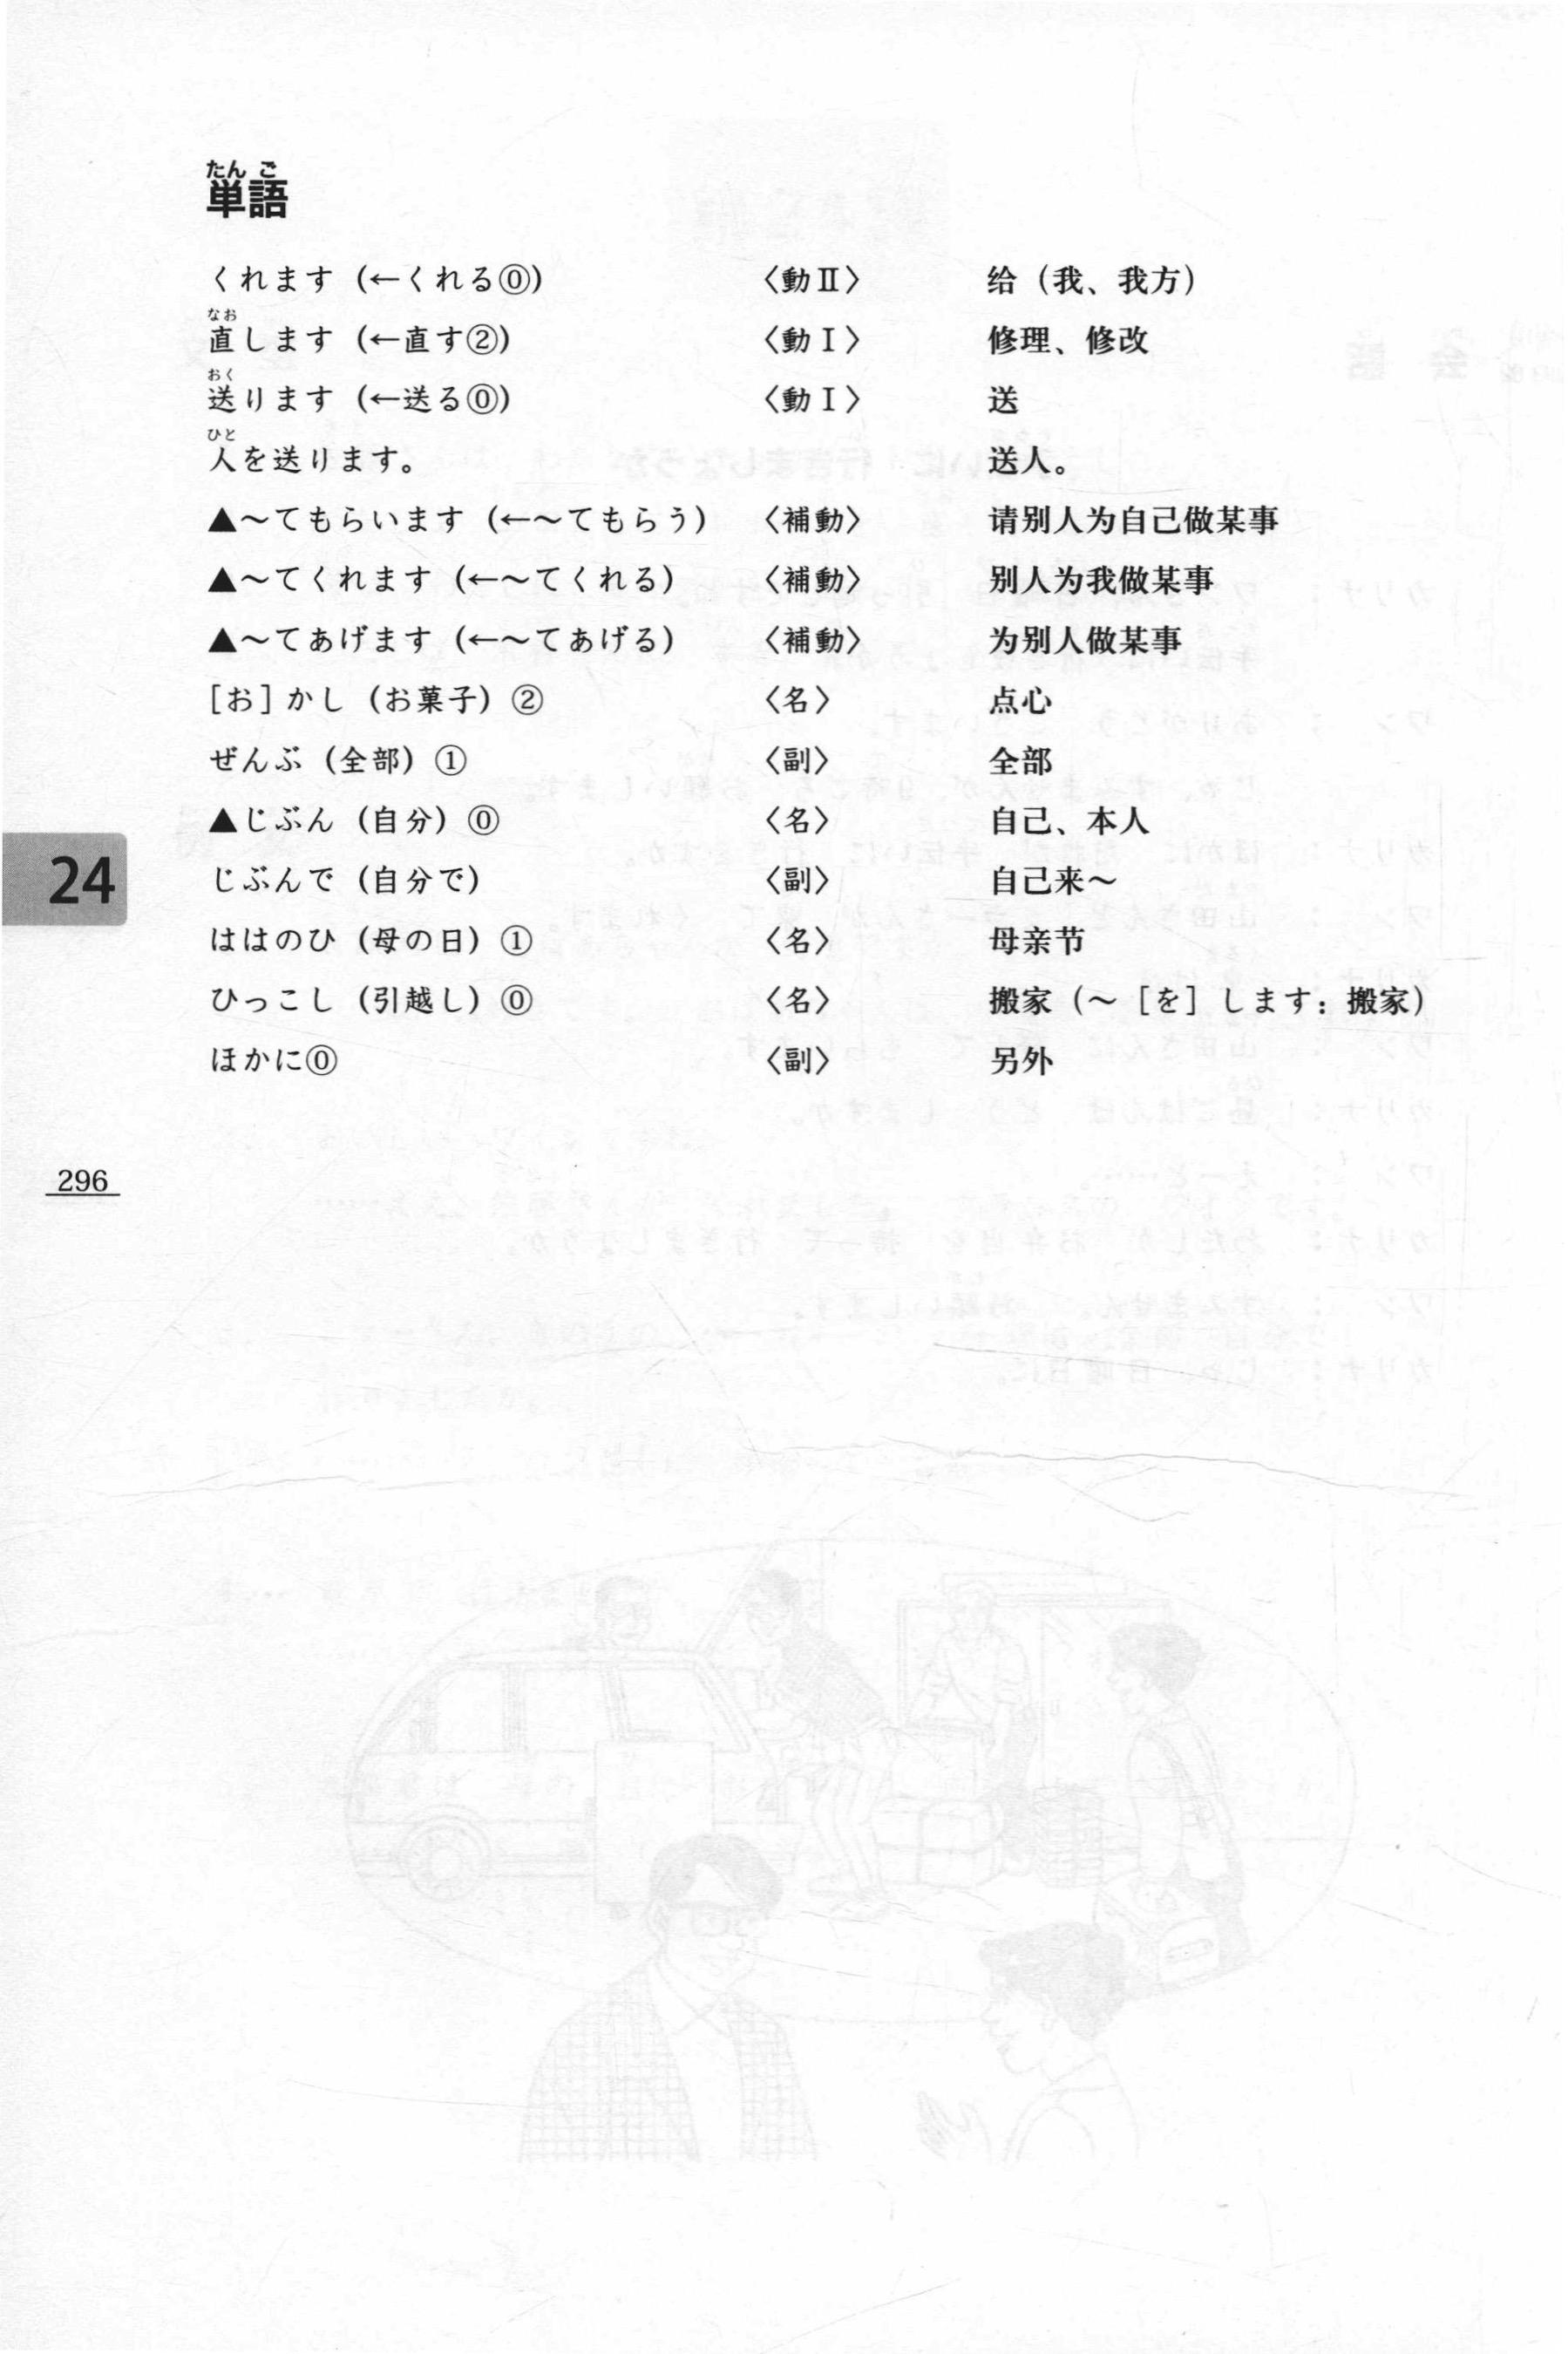 たんご
単語
くれます（←くれる⓪） 〈動Ⅱ〉 给（我、我方）
なお
直します（←直す②） 〈動Ⅰ〉 修理、修改
おく
送ります（←送る⓪） 〈動Ⅰ〉 送
ひと
人を送ります。 送人。
▲～てもらいます（←～てもらう） 〈補動〉 请别人为自己做某事
▲～てくれます（←～てくれる） 〈補動〉 别人为我做某事
▲～てあげます（←～てあげる） 〈補動〉 为别人做某事
［お］かし（お菓子）② 〈名〉 点心
ぜんぶ（全部）① 〈副〉 全部
▲じぶん（自分）⓪ 〈名〉 自己、本人
じぶんで（自分で） 〈副〉 自己来～
ははのひ（母の日）① 〈名〉 母亲节
ひっこし（引越し）⓪ 〈名〉 搬家（～［を］します：搬家）
ほかに⓪ 〈副〉 另外
24
296